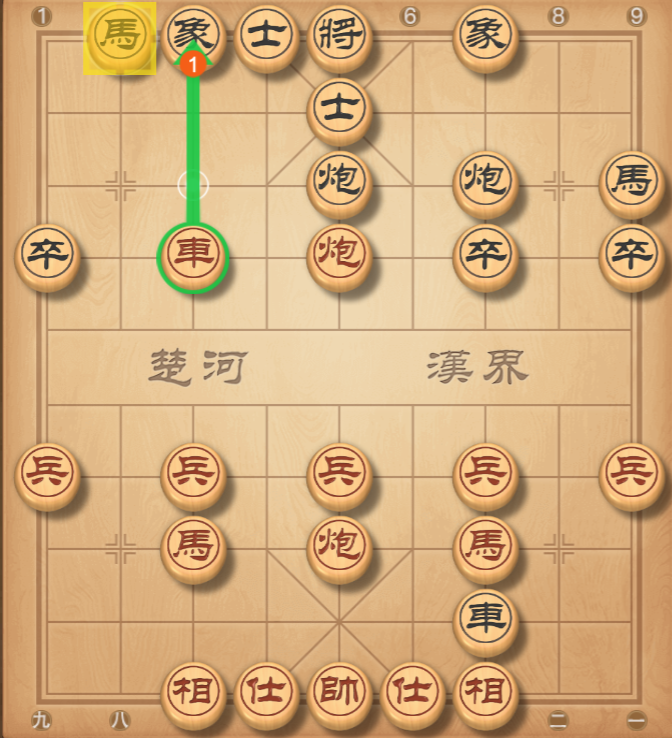 1 6 8 9
馬 象 士 將 象
1
士
炮 炮 馬
卒 車 炮 卒 卒
楚河 漢界
兵 兵 兵 兵 兵
馬 炮 馬
車
相 仕 帥 仕 相
九 八 二 一